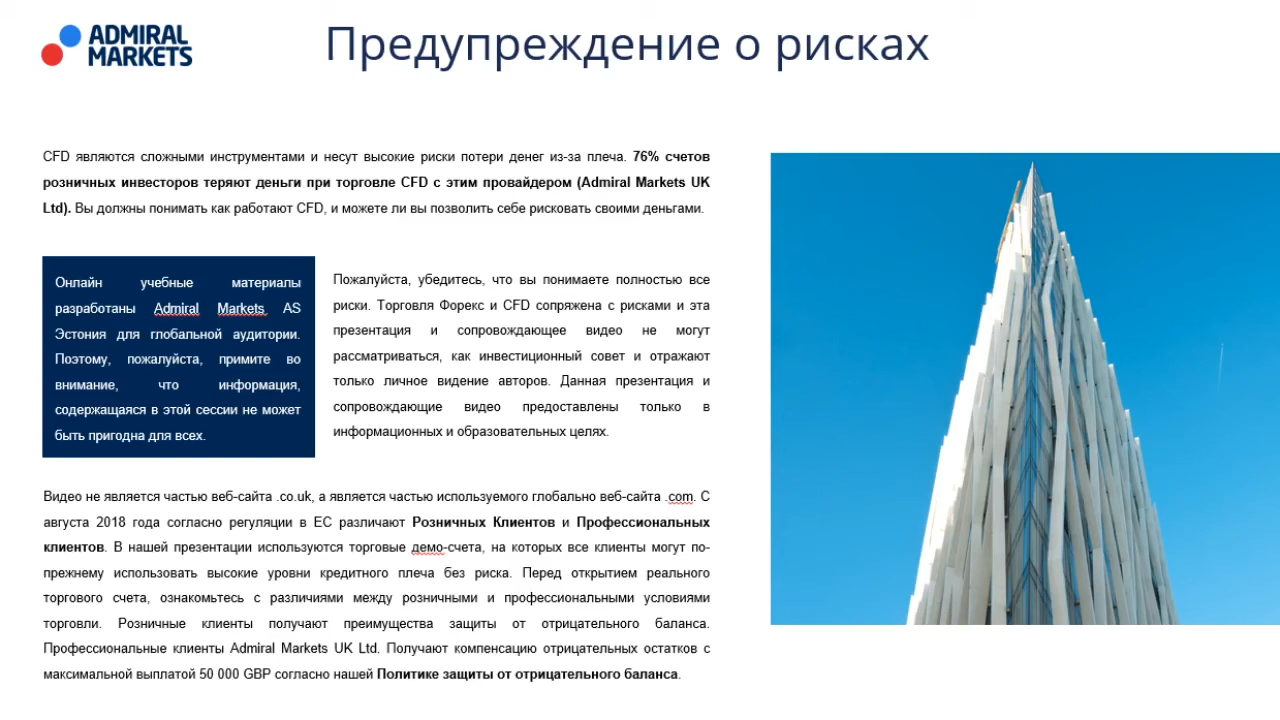 ADMIRAL
MARKETS
Предупреждение о рисках
CFD являются сложными инструментами и несут высокие риски потери денег из-за плеча. 76% счетов
розничных инвесторов теряют деньги при торговле CFD с этим провайдером (Admiral Markets UK
Ltd). Вы должны понимать как работают CFD, и можете ли вы позволить себе рисковать своими деньгами.
Онлайн учебные материалы
разработаны Admiral Markets AS
Эстония для глобальной аудитории.
Поэтому, пожалуйста, примите во
внимание, что информация,
содержащаяся в этой сессии не может
быть пригодна для всех.
Пожалуйста, убедитесь, что вы понимаете полностью все
риски. Торговля Форекс и CFD сопряжена с рисками и эта
презентация и сопровождающее видео не могут
рассматриваться, как инвестиционный совет и отражают
только личное видение авторов. Данная презентация и
сопровождающие видео предоставлены только в
информационных и образовательных целях.
Видео не является частью веб-сайта .co.uk, а является частью используемого глобально веб-сайта .com. С
августа 2018 года согласно регуляции в ЕС различают Розничных Клиентов и Профессиональных
клиентов. В нашей презентации используются торговые демо-счета, на которых все клиенты могут по-
прежнему использовать высокие уровни кредитного плеча без риска. Перед открытием реального
торгового счета, ознакомьтесь с различиями между розничными и профессиональными условиями
торговли. Розничные клиенты получают преимущества защиты от отрицательного баланса.
Профессиональные клиенты Admiral Markets UK Ltd. Получают компенсацию отрицательных остатков с
максимальной выплатой 50 000 GBP согласно нашей Политике защиты от отрицательного баланса.